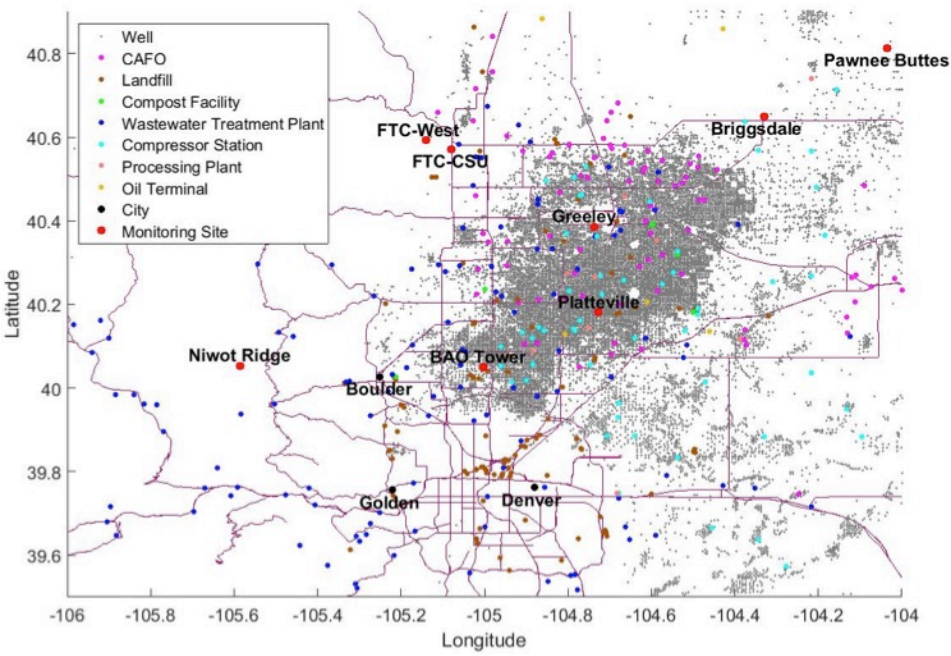 40.8
40.6
40.4
40.2
40
39.8
39.6
Latitude
Well
CAFO
Landfill
Compost Facility
Wastewater Treatment Plant
Compressor Station
Processing Plant
Oil Terminal
City
Monitoring Site
Pawnee Buttes
Briggsdale
FTC-West
FTC-CSU
Greeley
Platteville
Niwot Ridge
BAO Tower
Boulder
Golden
Denver
-106 -105.8 -105.6 -105.4 -105.2 -105 -104.8 -104.6 -104.4 -104.2 -104
Longitude